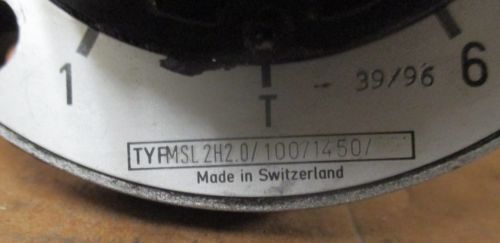 1 T - 39/96 6
TYP MSL 2H2.0/100/1450/
Made in Switzerland